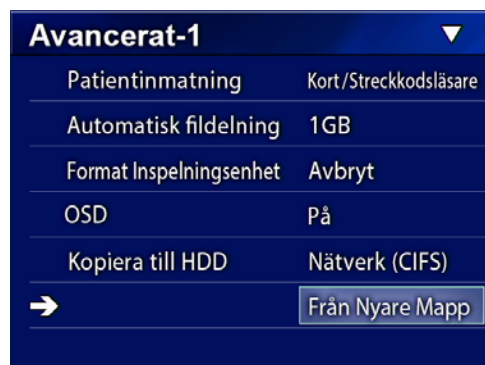 Avancerat-1
Patientinmatning Kort/Streckkodsläsare
Automatisk fildelning 1GB
Format Inspelningsenhet Avbryt
OSD På
Kopiera till HDD Nätverk (CIFS)
Från Nyare Mapp